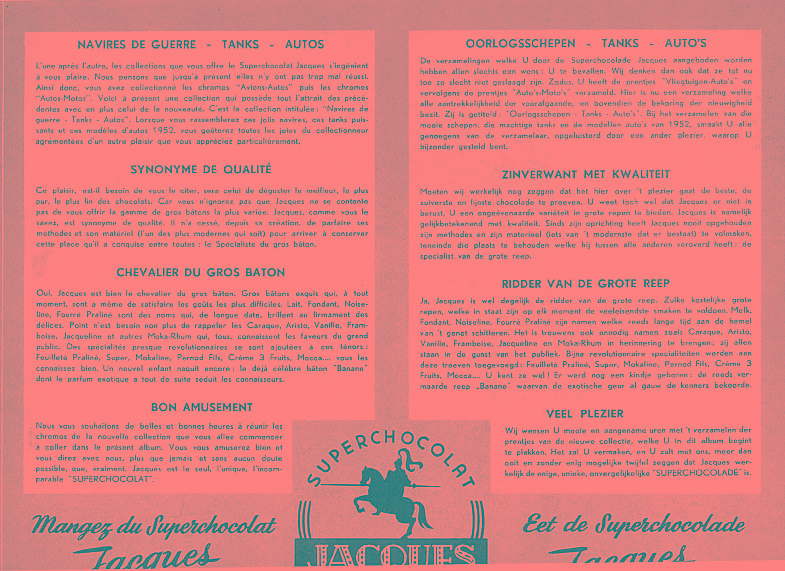 NAVIRES DE GUERRE - TANKS - AUTOS
L'une après l'autre, les collections que vous offre le Superchocolat Jacques s'ingénient
à vous plaire. Nous pensons que jusqu'à présent elles n'y ont pas trop mal réussi.
Ainsi donc, vous avez collectionné les chromos "Avions-Autos" puis les chromos
"Autos-Motos". Voici à présent une collection qui possède tout l'attrait des précé-
dentes avec en plus celui de la nouveauté. C'est la collection intitulée : "Navires de
guerre - Tanks - Autos". Lorsque vous rassemblerez ces jolis navires, ces tanks puis-
sants et ces modèles d'autos 1952, vous goûterez toutes les joies du collectionneur
agrémentées d'un autre plaisir que vous appréciez particulièrement.
SYNONYME DE QUALITÉ
Ce plaisir, est-il besoin de vous le citer, sera celui de déguster le meilleur, le plus
pur, le plus fin des chocolats. Car vous n'ignorez pas que Jacques ne se contente
pas de vous offrir la gamme de gros bâtons la plus variée. Jacques, comme vous le
savez, est synonyme de qualité. Il n'a cessé, depuis sa création, de parfaire ses
méthodes et son matériel (l'un des plus modernes qui soit) pour arriver à conserver
cette place qu'il a conquise entre toutes : le Spécialiste du gros bâton.
CHEVALIER DU GROS BATON
Oui, Jacques est bien le chevalier du gros bâton. Gros bâtons exquis qui, à tout
moment, sont à même de satisfaire les goûts les plus difficiles. Lait, Fondant, Noise-
line, Fourré Praliné sont des noms qui, de longue date, brillent au firmament des
délices. Point n'est besoin non plus de rappeler les Caraque, Aristo, Vanille, Fram-
boise, Jacqueline et autres Moka-Rhum qui, tous, connaissent les faveurs du grand
public. Des spécialités presque révolutionnaires se sont ajoutées à ces ténors :
Feuilleté Praliné, Super, Mokaline, Pernod Fils, Crème 3 Fruits, Mocca.... vous les
connaissez bien. Un nouvel enfant naquit encore : le déjà célèbre bâton "Banane"
dont le parfum exotique a tout de suite séduit les connaisseurs.
BON AMUSEMENT
Nous vous souhaitons de belles et bonnes heures à réunir les
chromos de la nouvelle collection que vous allez commencer
à coller dans le présent album. Vous vous amuserez bien et
vous direz avec nous, plus que jamais et sans aucun doute
possible, que, vraiment, Jacques est le seul, l'unique, l'incom-
parable "SUPERCHOCOLAT".
Mangez du Superchocolat
Jacques
SUPERCHOCOLAT
JACQUES
OORLOGSSCHEPEN - TANKS - AUTO'S
De verzamelingen welke U door de Superchocolade Jacques aangeboden worden
hebben allen slechts een wens : U te bevallen. Wij denken dan ook dat ze tot nu
toe zo slecht niet geslaagd zijn. Zodus, U heeft de prentjes "Vliegtuigen-Auto's" en
vervolgens de prentjes "Auto's-Moto's" verzameld. Hier is nu een verzameling welke
alle aantrekkelijkheid der voorafgaande, en bovendien de bekoring der nieuwigheid
bezit. Zij is getiteld : "Oorlogsschepen - Tanks - Auto's". Bij het verzamelen van die
mooie schepen, die machtige tanks en de modellen auto's van 1952, smaakt U alle
genoegens van de verzamelaar, opgeluisterd door een ander plezier, waarop U
bijzonder gesteld bent.
ZINVERWANT MET KWALITEIT
Moeten wij werkelijk nog zeggen dat het hier over 't plezier gaat de beste, de
zuiverste en fijnste chocolade te proeven. U weet toch wel dat Jacques er niet in
berust, U een ongeëvenaarde variëteit in grote repen te bieden. Jacques is namelijk
gelijkbetekenend met kwaliteit. Sinds zijn oprichting heeft Jacques nooit opgehouden
zijn methodes en zijn materieel (iets van 't modernste dat er bestaat) te volmaken,
teneinde die plaats te behouden welke hij tussen alle anderen veroverd heeft : de
specialist van de grote reep.
RIDDER VAN DE GROTE REEP
Ja, Jacques is wel degelijk de ridder van de grote reep. Zulke kostelijke grote
repen, welke in staat zijn op elk moment de veeleisendste smaken te voldoen. Melk,
Fondant, Noiseline, Fourré Praline zijn namen welke reeds lange tijd aan de hemel
van 't genot schitteren. Het is trouwens ook onnodig namen zoals Caraque, Aristo,
Vanille, Framboise, Jacqueline en Moka-Rhum in herinnering te brengen; zij allen
staan in de gunst van het publiek. Bijna revolutionnaire specialiteiten werden aan
deze troeven toegevoegd : Feuilleté Praliné, Super, Mokaline, Pernod Fils, Crème 3
Fruits, Mocca.... U kent ze wel ! Er werd nog een kindje geboren : de reeds ver-
maarde reep „Banane" waarvan de exotische geur al gauw de kenners bekoorde.
VEEL PLEZIER
Wij wensen U mooie en aangename uren met 't verzamelen der
prentjes van de nieuwe collectie, welke U in dit album begint
te plakken. Het zal U vermaken, en U zult met ons, meer dan
ooit en zonder enig mogelijke twijfel zeggen dat Jacques wer-
kelijk de enige, unieke, onvergelijkelijke "SUPERCHOCOLADE" is.
Eet de Superchocolade
Jacques